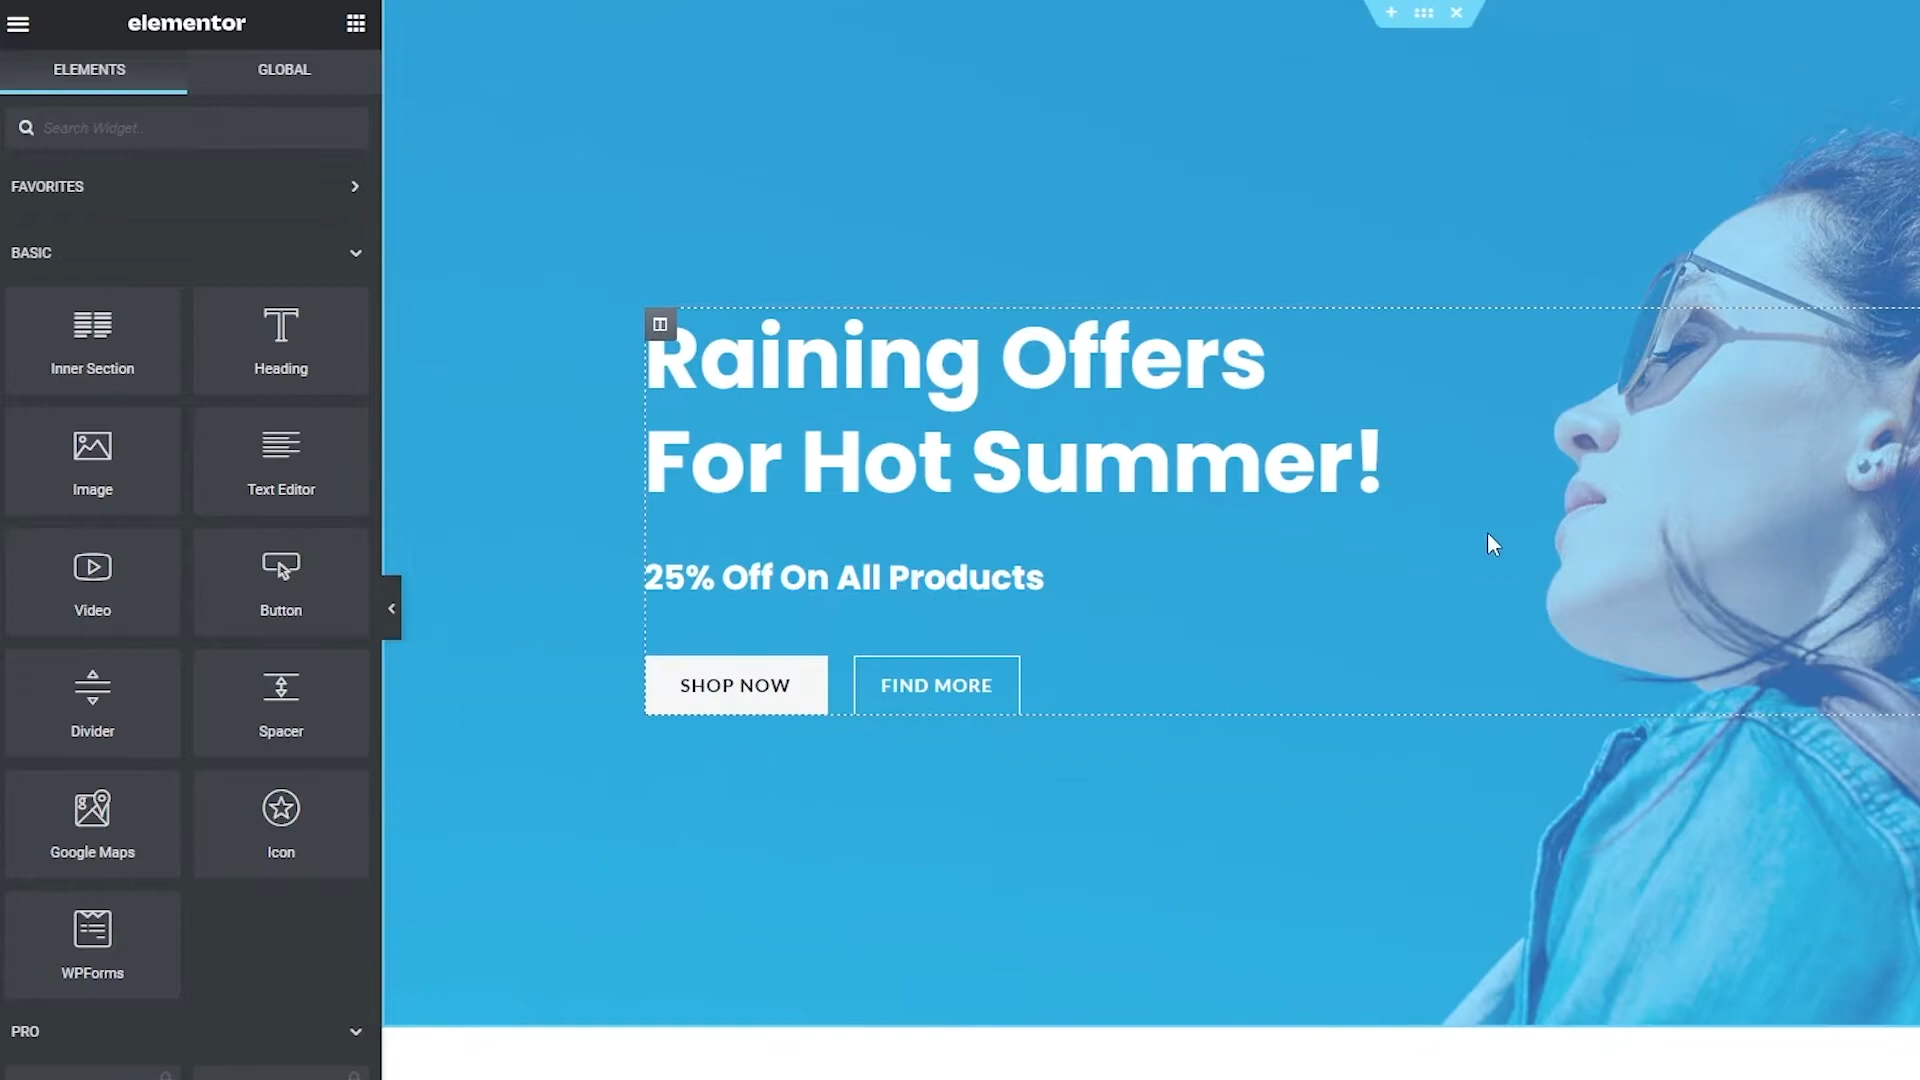 elementor
ELEMENTS
GLOBAL
Search Widget..
FAVORITES
BASIC
Inner Section
Heading
Image
Text Editor
Video
Button
Divider
Spacer
Google Maps
Icon
WPForms
PRO
Raining Offers
For Hot Summer!
25% Off On All Products
SHOP NOW
FIND MORE